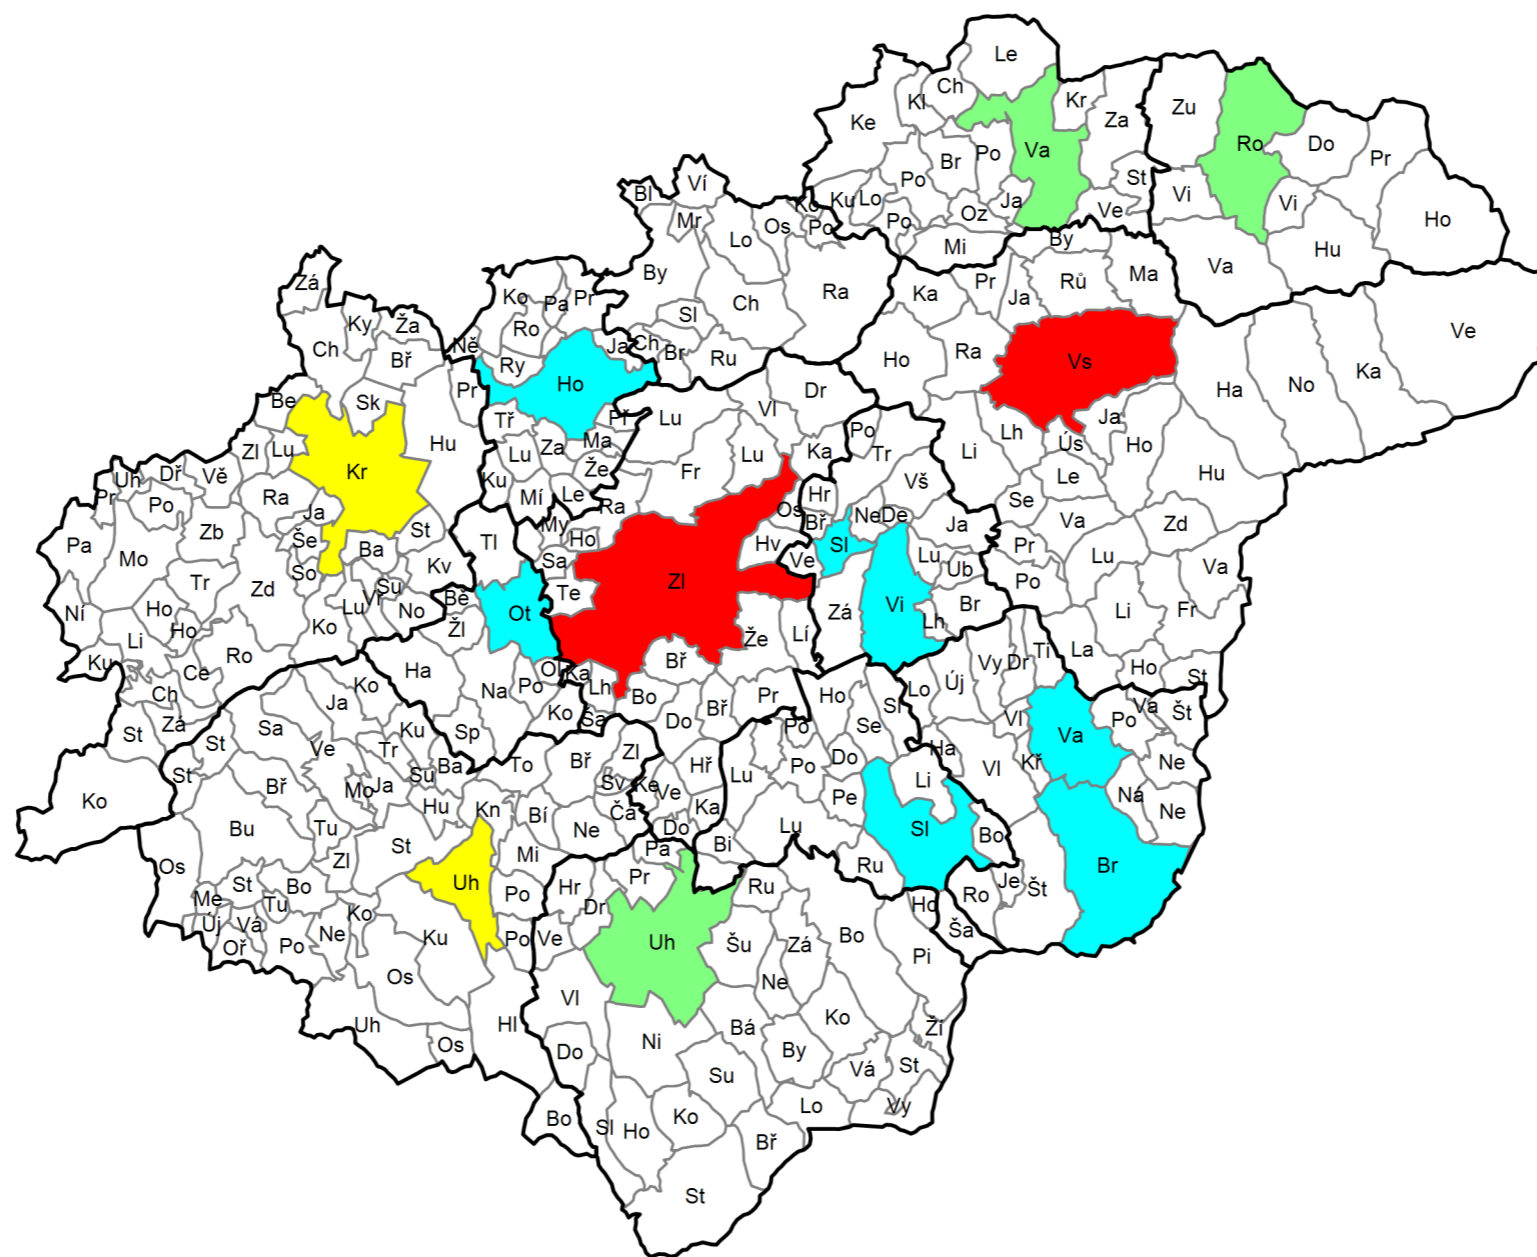 Le
Ch
Kl
Kr
Za
Zu
Ke
Va
Ro
Do
Pr
Br
Po
Po
St
Ku
Lo
Ja
Vi
Vi
Ho
Po
Oz
Ve
Mi
Hu
Va
Bl
Ví
Mr
Os
Ko
Po
Lo
By
Ch
Ra
Sl
Ch
Br
Ru
By
Ka
Pr
Ja
Rů
Ma
Ho
Ra
Vs
Ha
No
Ka
Ve
Zá
Ky
Ža
Ch
Bř
Ko
Pa
Pr
Ro
Ně
Ry
Ho
Ja
Pr
Be
Sk
Hu
Tř
Př
Za
Ma
Lu
Že
Ku
Mí
Le
Lu
Vl
Dr
Fr
Lu
Ka
Po
Tr
Li
Lh
Ús
Ja
Ho
Hu
Le
Zl
Lu
Kr
Uh
Dř
Vě
Pr
Po
Ra
Ja
Zb
Še
St
Pa
Mo
Ba
So
Kv
Tl
Ra
My
Ho
Sa
Te
Zl
Os
Hr
Bř
Hv
Ve
Vš
Ne
De
Sl
Ja
Lu
Ub
Se
Va
Zd
Pr
Po
Lu
Va
Ní
Tr
Zd
Su
Vř
Lu
No
Bě
Žl
Ot
Ho
Ho
Li
Ko
Ku
Ro
Ce
Ch
Zá
St
Ko
Ha
Na
Ol
Po
Ka
Lh
Ko
Sa
Sp
Bř
Že
Lí
Bo
Bř
Pr
Do
Zá
Vi
Br
Lh
Li
Fr
La
Ho
St
Lo
Új
Vy
Dr
Ti
Ho
Sl
Se
Vl
Va
Po
Va
Št
Ne
Ko
Ja
Ku
Sa
Ve
Tr
St
St
Su
Ba
To
Bř
Zl
Hř
Ke
Ve
Lu
Po
Po
Do
Ha
Vl
Kř
Ná
Ne
Li
Pe
Sl
Bo
Br
Bř
Mo
Ja
Hu
Kn
Bí
Sv
Ča
Ne
Ka
Do
Bi
Lu
Ru
Bu
Tu
Zl
St
Mi
Uh
Po
Hr
Dr
Pr
Pa
Ru
Os
St
Bo
Me
Tu
Új
Vá
Oř
Po
Ne
Ko
Ku
Os
Po
Ve
Uh
Šu
Ne
Zá
Bo
Ho
Ro
Je
Št
Ša
Pi
Uh
Os
Hl
Vl
Do
Ni
Bá
Ko
By
Ží
St
Vá
Su
Bo
Sl
Ho
Ko
Lo
Vy
Bř
St